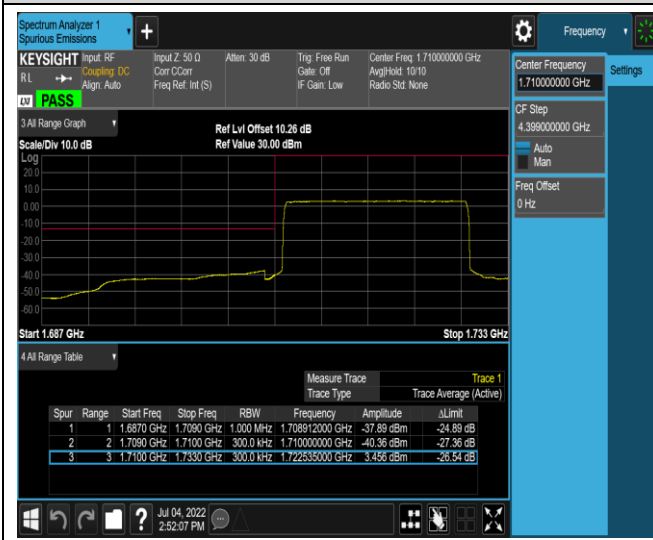 Spectrum Analyzer 1
Spurious Emissions
+
Frequency
KEYSIGHT Input: RF Input Z: 50 Ω Atten: 30 dB Trig: Free Run Center Freq: 1.710000000 GHz
RL Coupling: DC Corr CCorr Gate: Off Avg|Hold: 10/10
Align: Auto Freq Ref: Int (S) IF Gain: Low Radio Std: None
LXI PASS
Center Frequency
1.710000000 GHz
Settings
CF Step
4.399000000 GHz
Auto
Man
Freq Offset
0 Hz
3 All Range Graph
Ref Lvl Offset 10.26 dB
Scale/Div 10.0 dB Ref Value 30.00 dBm
Log
20.0
10.0
0.00
-10.0
-20.0
-30.0
-40.0
-50.0
-60.0
Start 1.687 GHz Stop 1.733 GHz
4 All Range Table
Measure Trace Trace 1
Trace Type Trace Average (Active)
Spur Range Start Freq Stop Freq RBW Frequency Amplitude ΔLimit
1 1 1.6870 GHz 1.7090 GHz 1.000 MHz 1.708912000 GHz -37.89 dBm -24.89 dB
2 2 1.7090 GHz 1.7100 GHz 300.0 kHz 1.710000000 GHz -40.36 dBm -27.36 dB
3 3 1.7100 GHz 1.7330 GHz 300.0 kHz 1.722535000 GHz 3.456 dBm -26.54 dB
?
Jul 04, 2022
2:52:07 PM